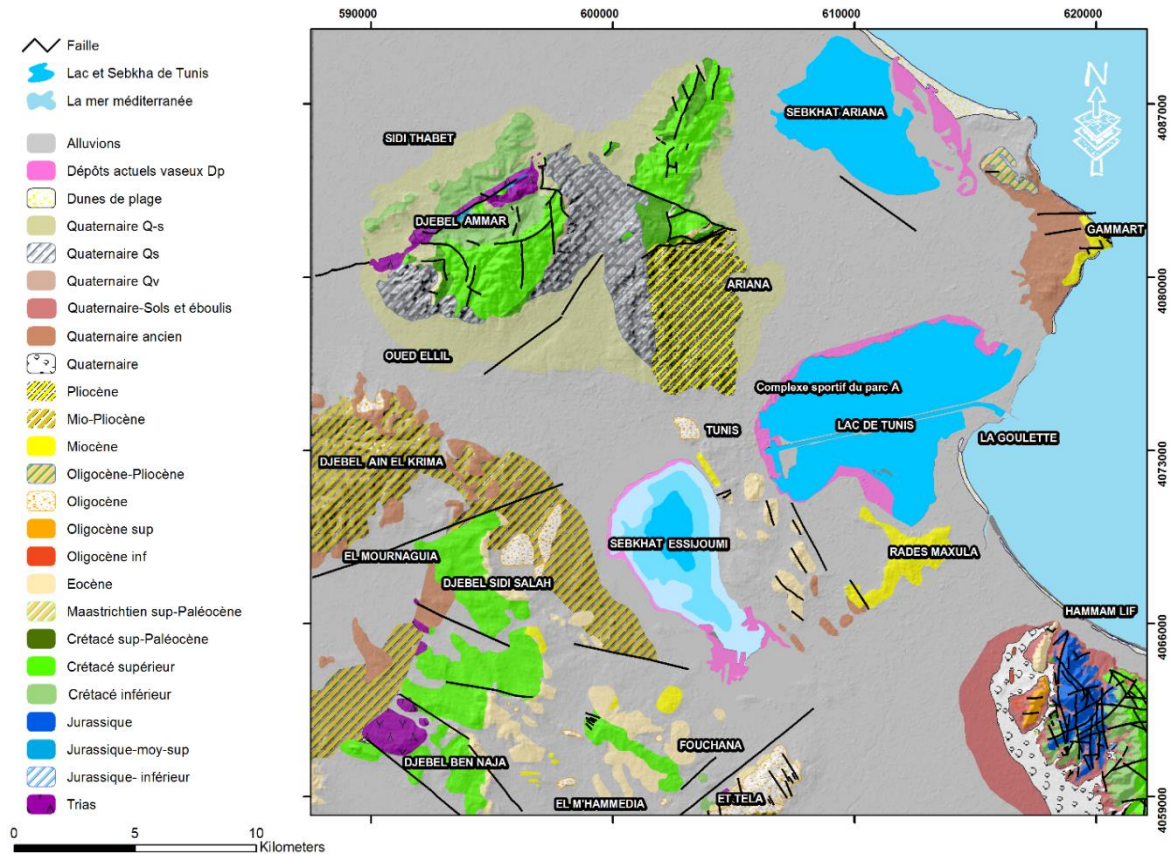 590000
600000
610000
620000
Faille
Lac et Sebkha de Tunis
La mer méditerranée
Alluvions
Dépôts actuels vaseux Dp
Dunes de plage
Quaternaire Q-s
Quaternaire Qs
Quaternaire Qv
Quaternaire-Sols et éboulis
Quaternaire ancien
Quaternaire
Pliocène
Mio-Pliocène
Miocène
Oligocène-Pliocène
Oligocène
Oligocène sup
Oligocène inf
Eocène
Maastrichtien sup-Paléocène
Crétacé sup-Paléocène
Crétacé supérieur
Crétacé inférieur
Jurassique
Jurassique-moy-sup
Jurassique- inférieur
Trias
0
5
10
Kilometers
N
SEBKHAT ARIANA
SIDI THABET
DJEBEL AMMAR
GAMMART
ARIANA
OUED ELLIL
Complexe sportif du parc A
LAC DE TUNIS
TUNIS
LA GOULETTE
DJEBEL AIN EL KRIMA
SEBKHAT ESSIJOUMI
EL MOURNAGUIA
RADES MAXULA
DJEBEL SIDI SALAH
HAMMAM LIF
FOUCHANA
DJEBEL BEN NAJA
EL M'HAMMEDIA
ET TELA
4087000
4080000
4073000
4066000
4059000